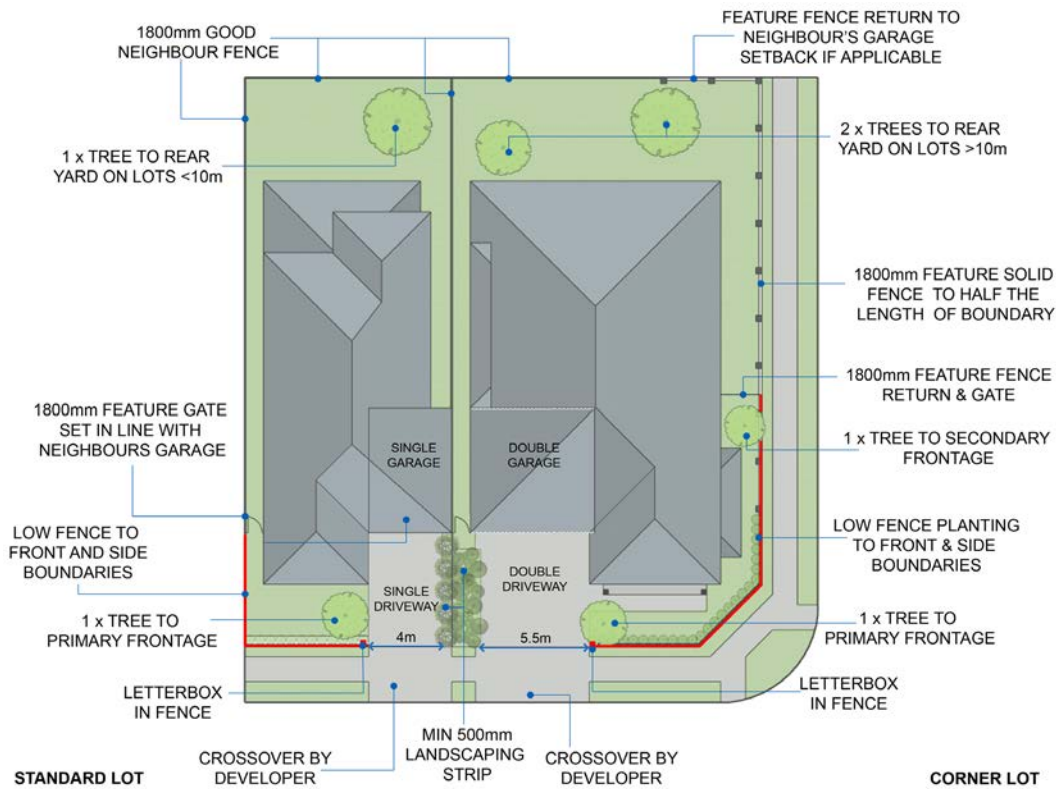 1800mm GOOD
NEIGHBOUR FENCE
FEATURE FENCE RETURN TO
NEIGHBOUR'S GARAGE
SETBACK IF APPLICABLE
1 x TREE TO REAR
YARD ON LOTS <10m
2 x TREES TO REAR
YARD ON LOTS >10m
1800mm FEATURE SOLID
FENCE TO HALF THE
LENGTH OF BOUNDARY
1800mm FEATURE FENCE
RETURN & GATE
1800mm FEATURE GATE
SET IN LINE WITH
NEIGHBOURS GARAGE
SINGLE
GARAGE
DOUBLE
GARAGE
1 x TREE TO SECONDARY
FRONTAGE
LOW FENCE TO
FRONT AND SIDE
BOUNDARIES
LOW FENCE PLANTING
TO FRONT & SIDE
BOUNDARIES
SINGLE
DRIVEWAY
DOUBLE
DRIVEWAY
1 x TREE TO
PRIMARY FRONTAGE
4m
5.5m
1 x TREE TO
PRIMARY FRONTAGE
LETTERBOX
IN FENCE
LETTERBOX
IN FENCE
MIN 500mm
LANDSCAPING
STRIP
CROSSOVER BY
DEVELOPER
CROSSOVER BY
DEVELOPER
STANDARD LOT
CORNER LOT